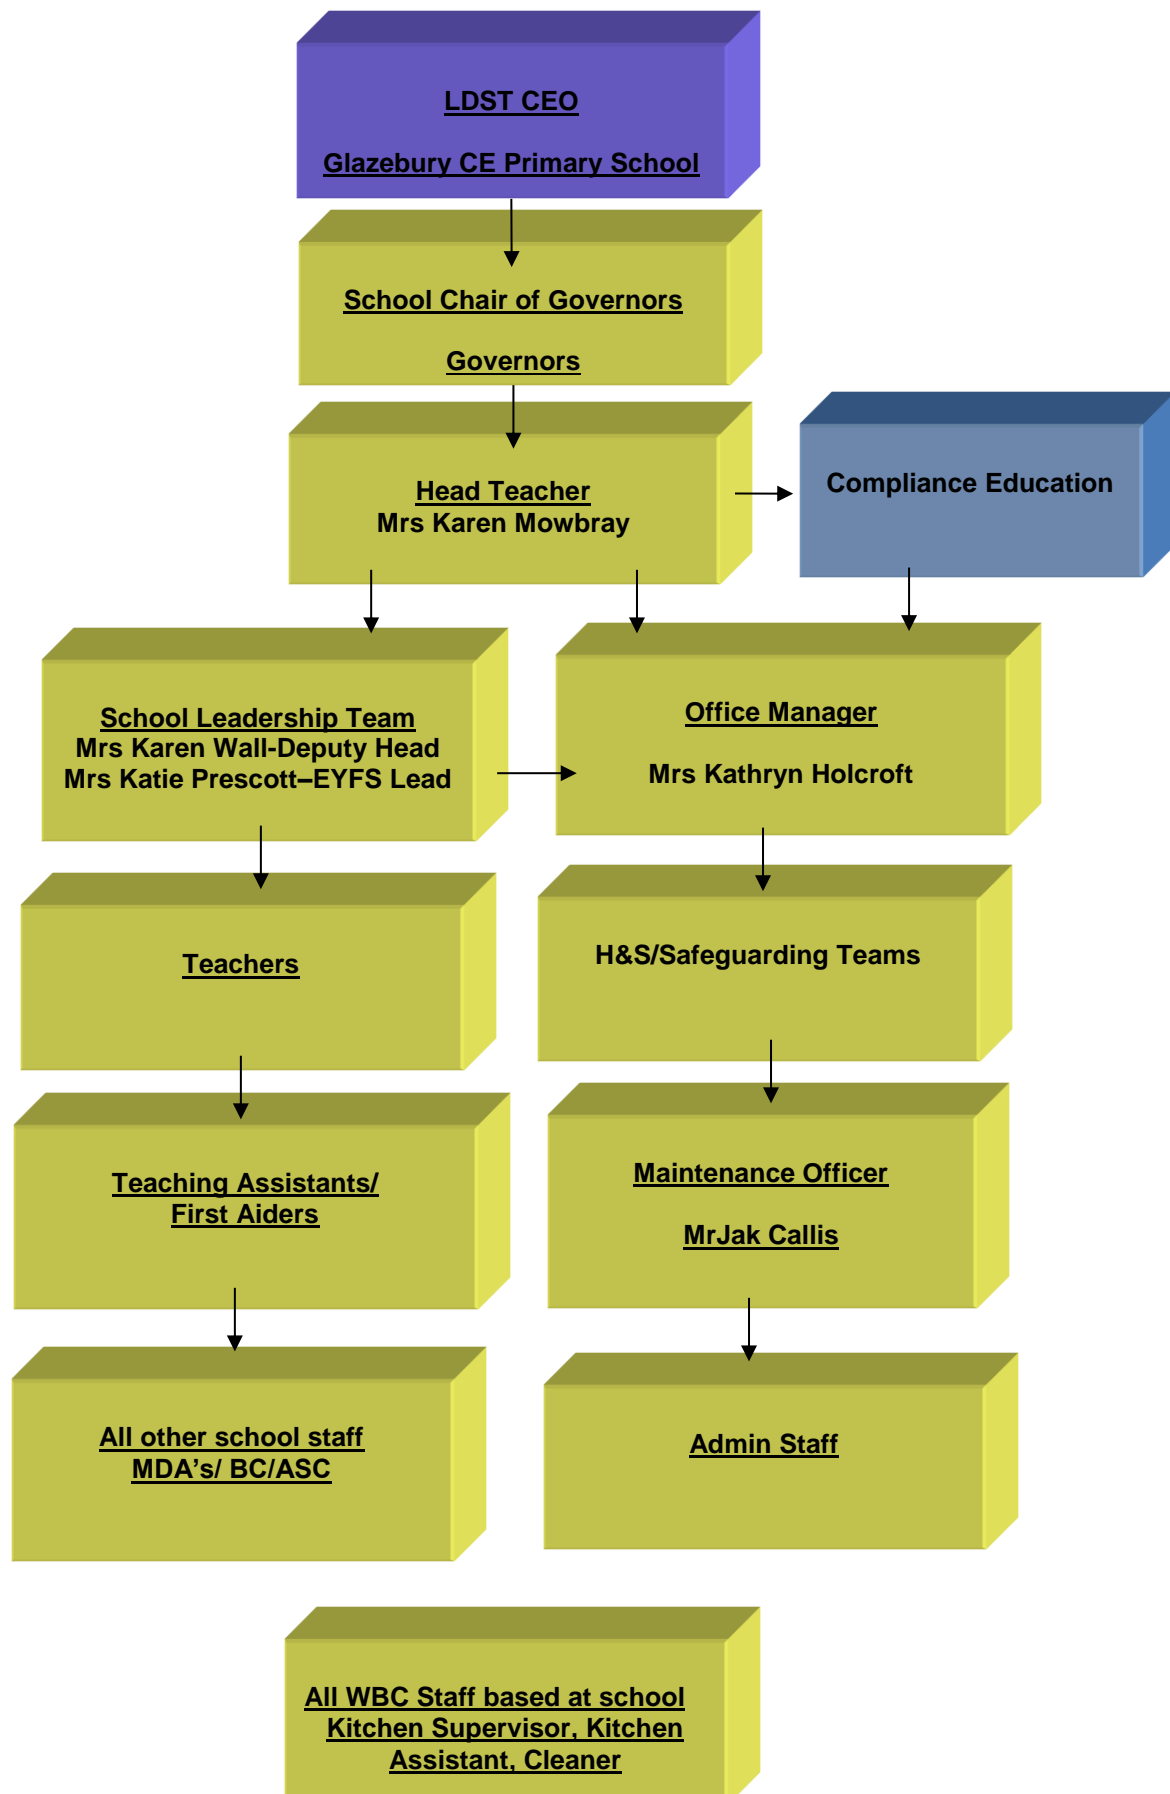 LDST CEO
Glazebury CE Primary School
School Chair of Governors
Governors
Head Teacher
Mrs Karen Mowbray
Compliance Education
School Leadership Team
Mrs Karen Wall-Deputy Head
Mrs Katie Prescott–EYFS Lead
Office Manager
Mrs Kathryn Holcroft
Teachers
H&S/Safeguarding Teams
Teaching Assistants/
First Aiders
Maintenance Officer
MrJak Callis
All other school staff
MDA’s/ BC/ASC
Admin Staff
All WBC Staff based at school
Kitchen Supervisor, Kitchen
Assistant, Cleaner